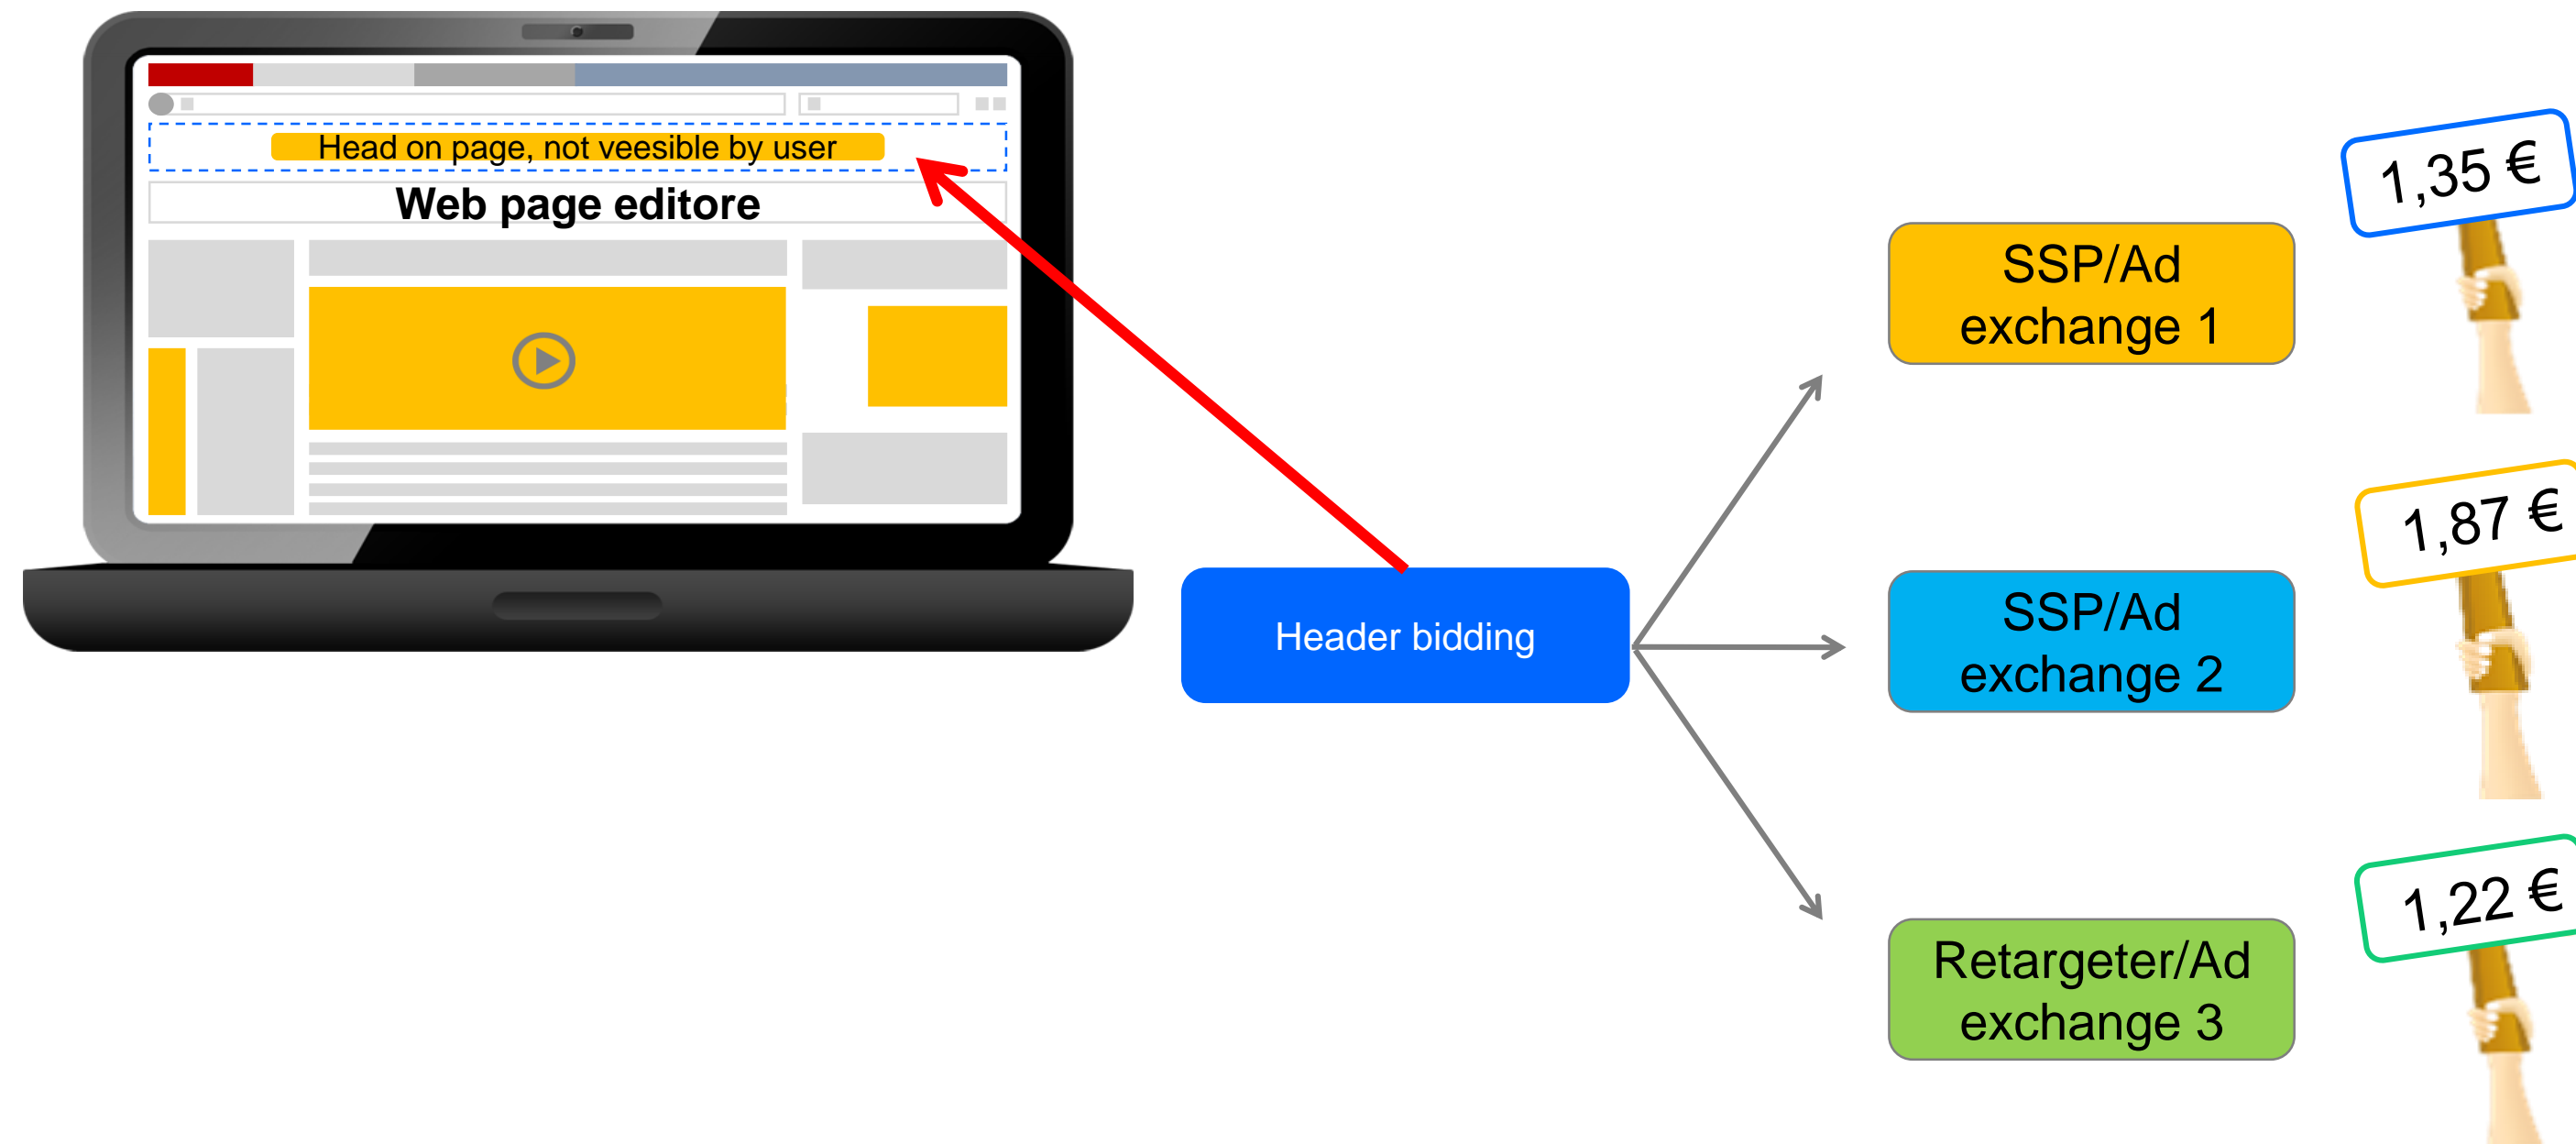 Head on page, not veesible by user
Web page editore
Header bidding
SSP/Ad
exchange 1
1,35 €
SSP/Ad
exchange 2
1,87 €
Retargeter/Ad
exchange 3
1,22 €